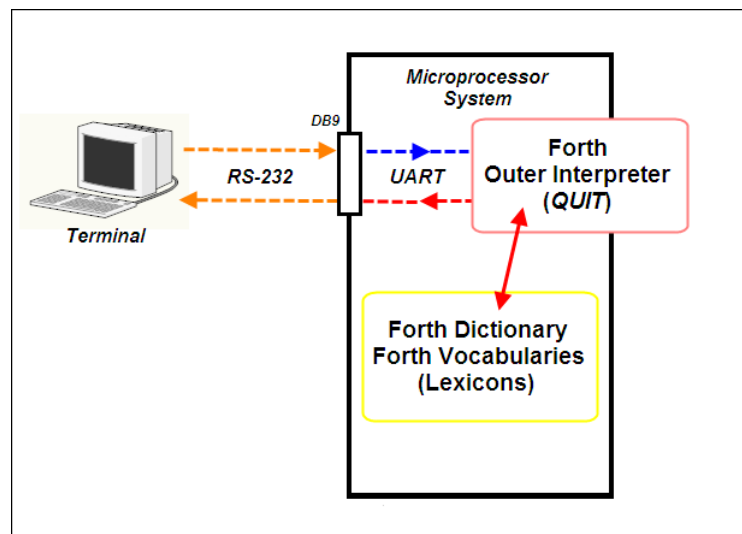 Microprocessor
System
DB9
RS-232
UART
Forth
Outer Interpreter
(QUIT)
Terminal
Forth Dictionary
Forth Vocabularies
(Lexicons)